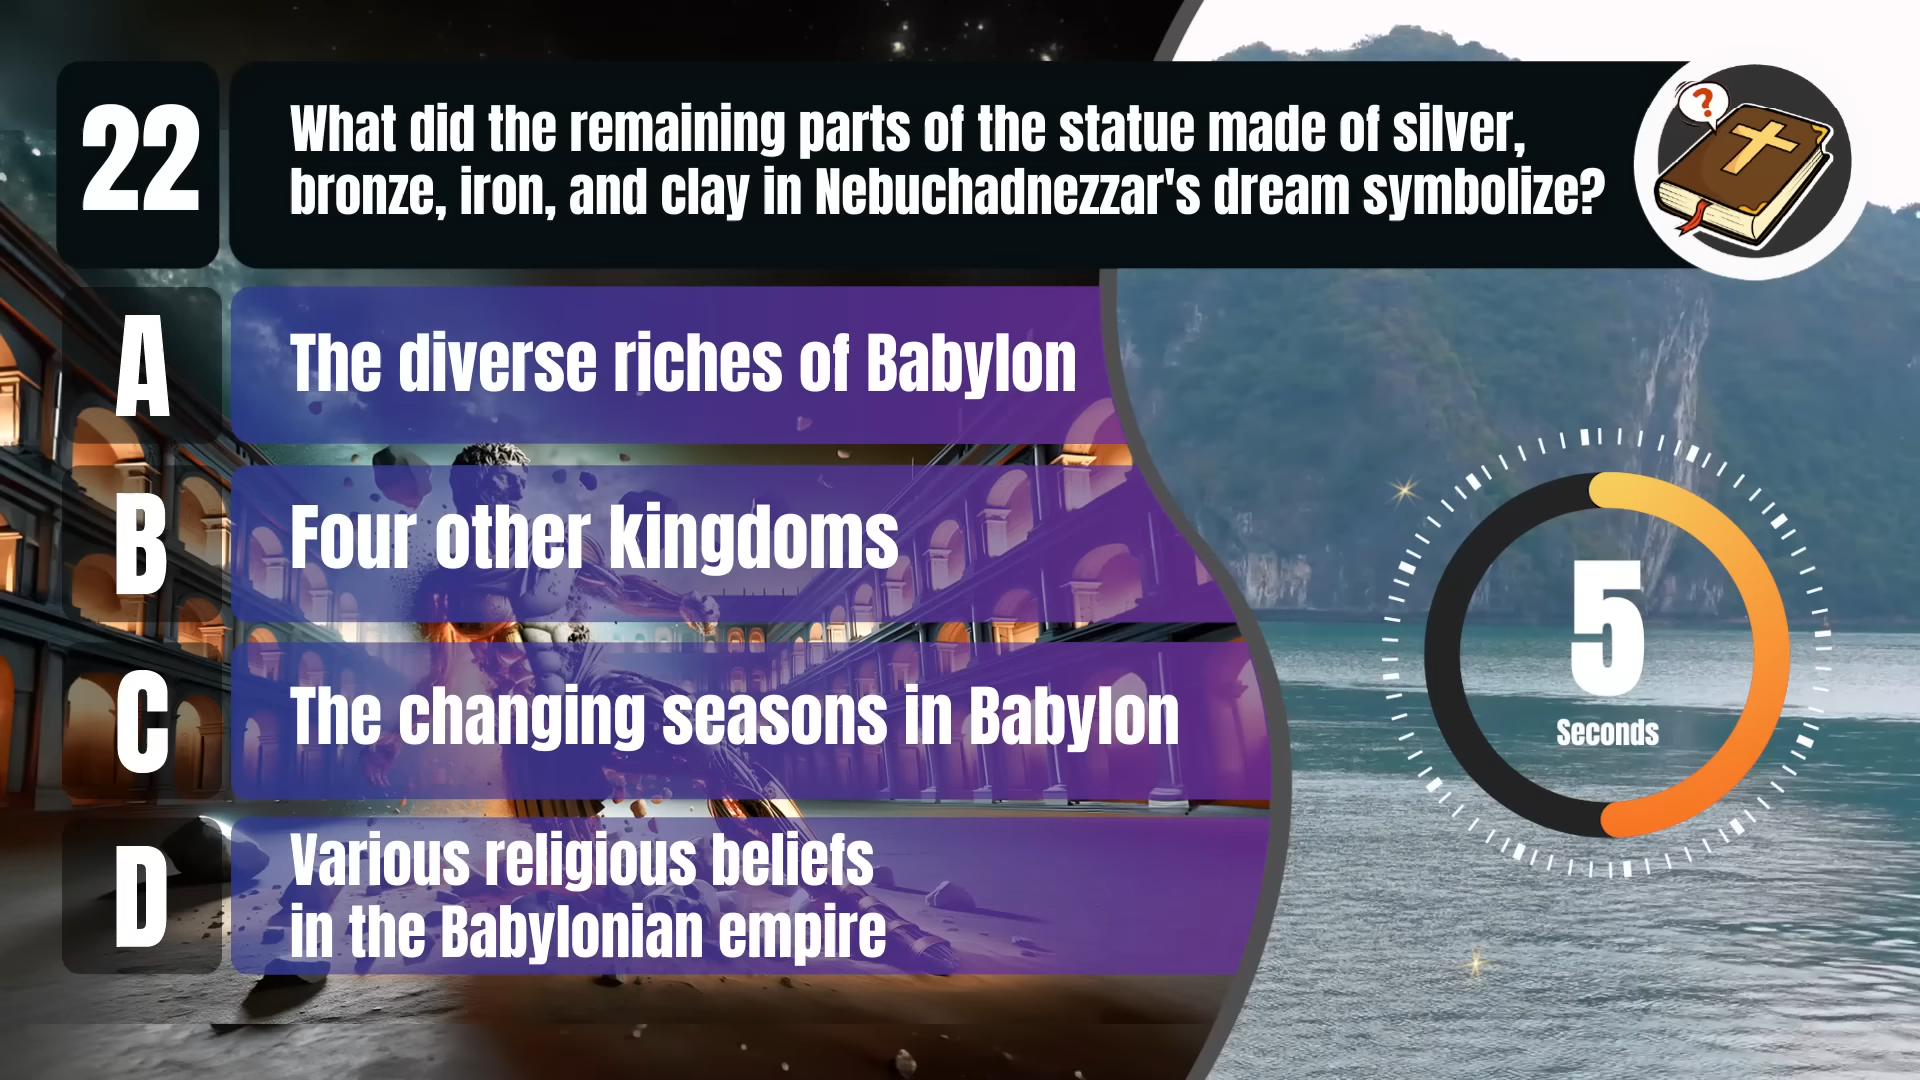 22
What did the remaining parts of the statue made of silver,
bronze, iron, and clay in Nebuchadnezzar's dream symbolize?
?
A
The diverse riches of Babylon
B
Four other kingdoms
C
The changing seasons in Babylon
D
Various religious beliefs
in the Babylonian empire
5
Seconds